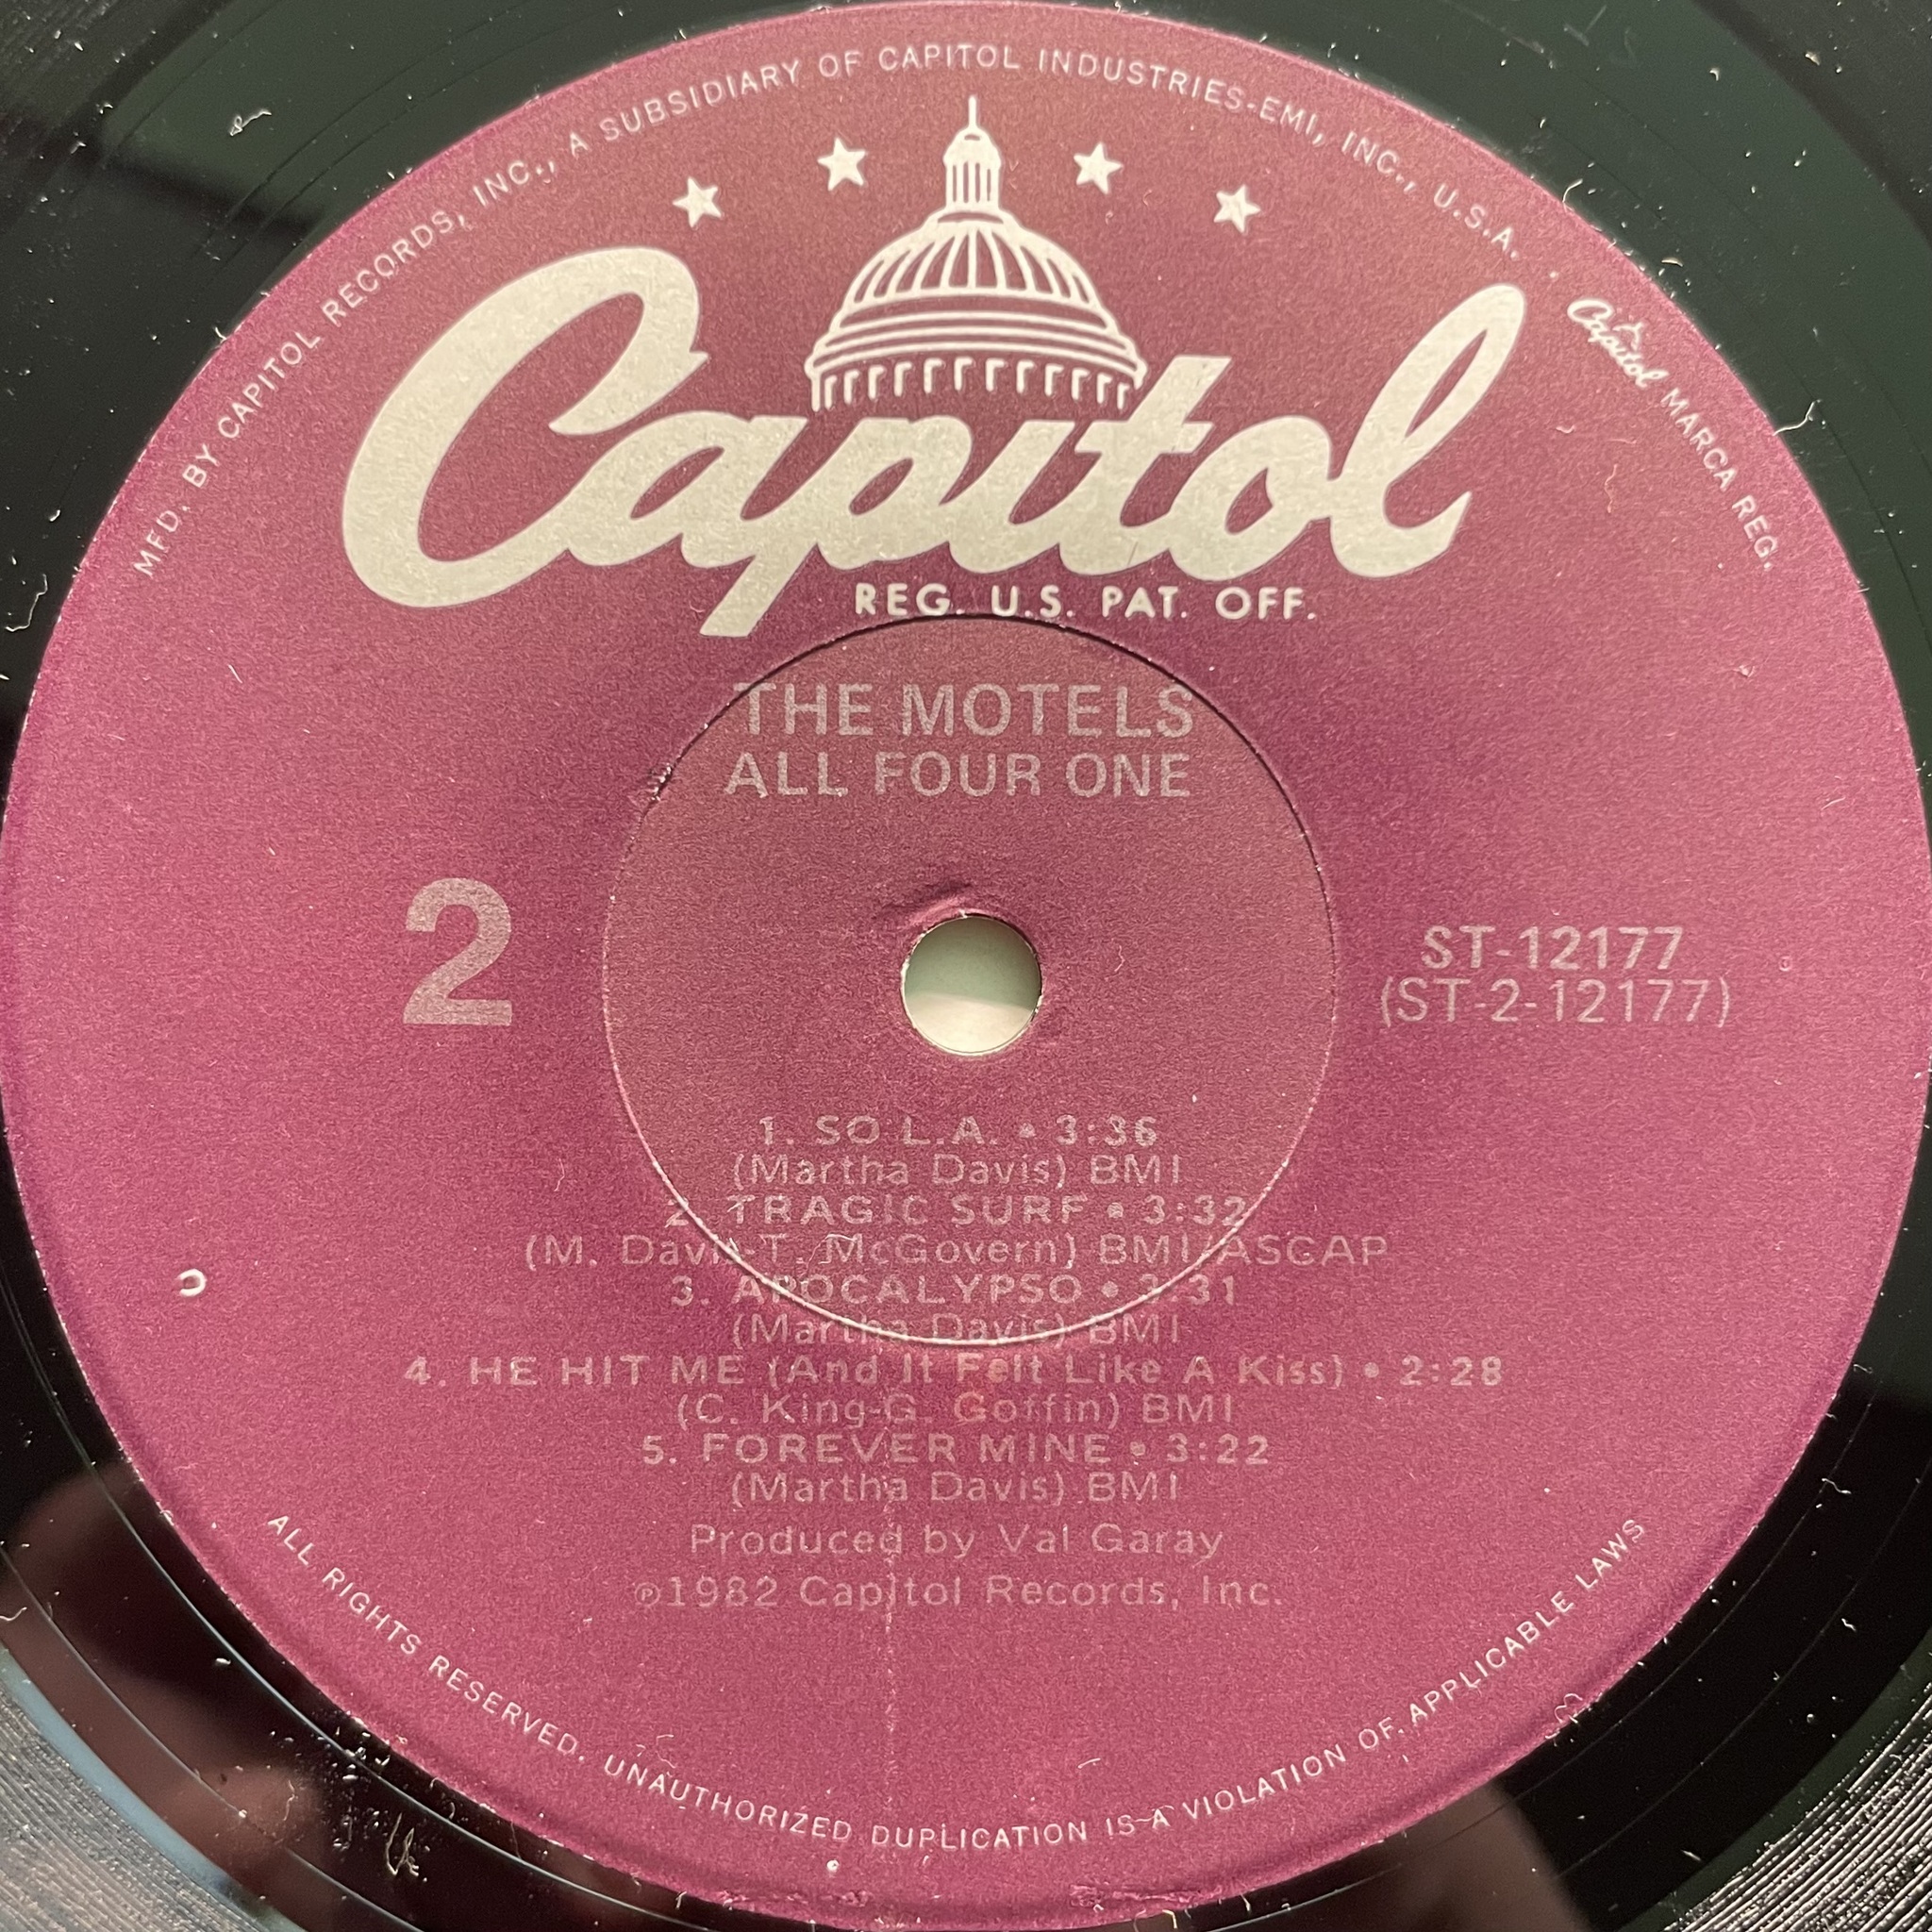 MFD. BY CAPITOL RECORDS, INC., A SUBSIDIARY OF CAPITOL INDUSTRIES-EMI, INC., U.S.A. • Capitol MARCA REG.
Capitol
REG. U.S. PAT. OFF.
THE MOTELS
ALL FOUR ONE
2
ST-12177
(ST-2-12177)
1. SO L.A. • 3:36
(Martha Davis) BMI
2. TRAGIC SURF • 3:32
(M. Davis-T. McGovern) BMI/ASCAP
3. APOCALYPSO • 3:31
(Martha Davis) BMI
4. HE HIT ME (And It Felt Like A Kiss) • 2:28
(C. King-G. Goffin) BMI
5. FOREVER MINE • 3:22
(Martha Davis) BMI
Produced by Val Garay
℗1982 Capitol Records, Inc.
ALL RIGHTS RESERVED. UNAUTHORIZED DUPLICATION IS A VIOLATION OF APPLICABLE LAWS